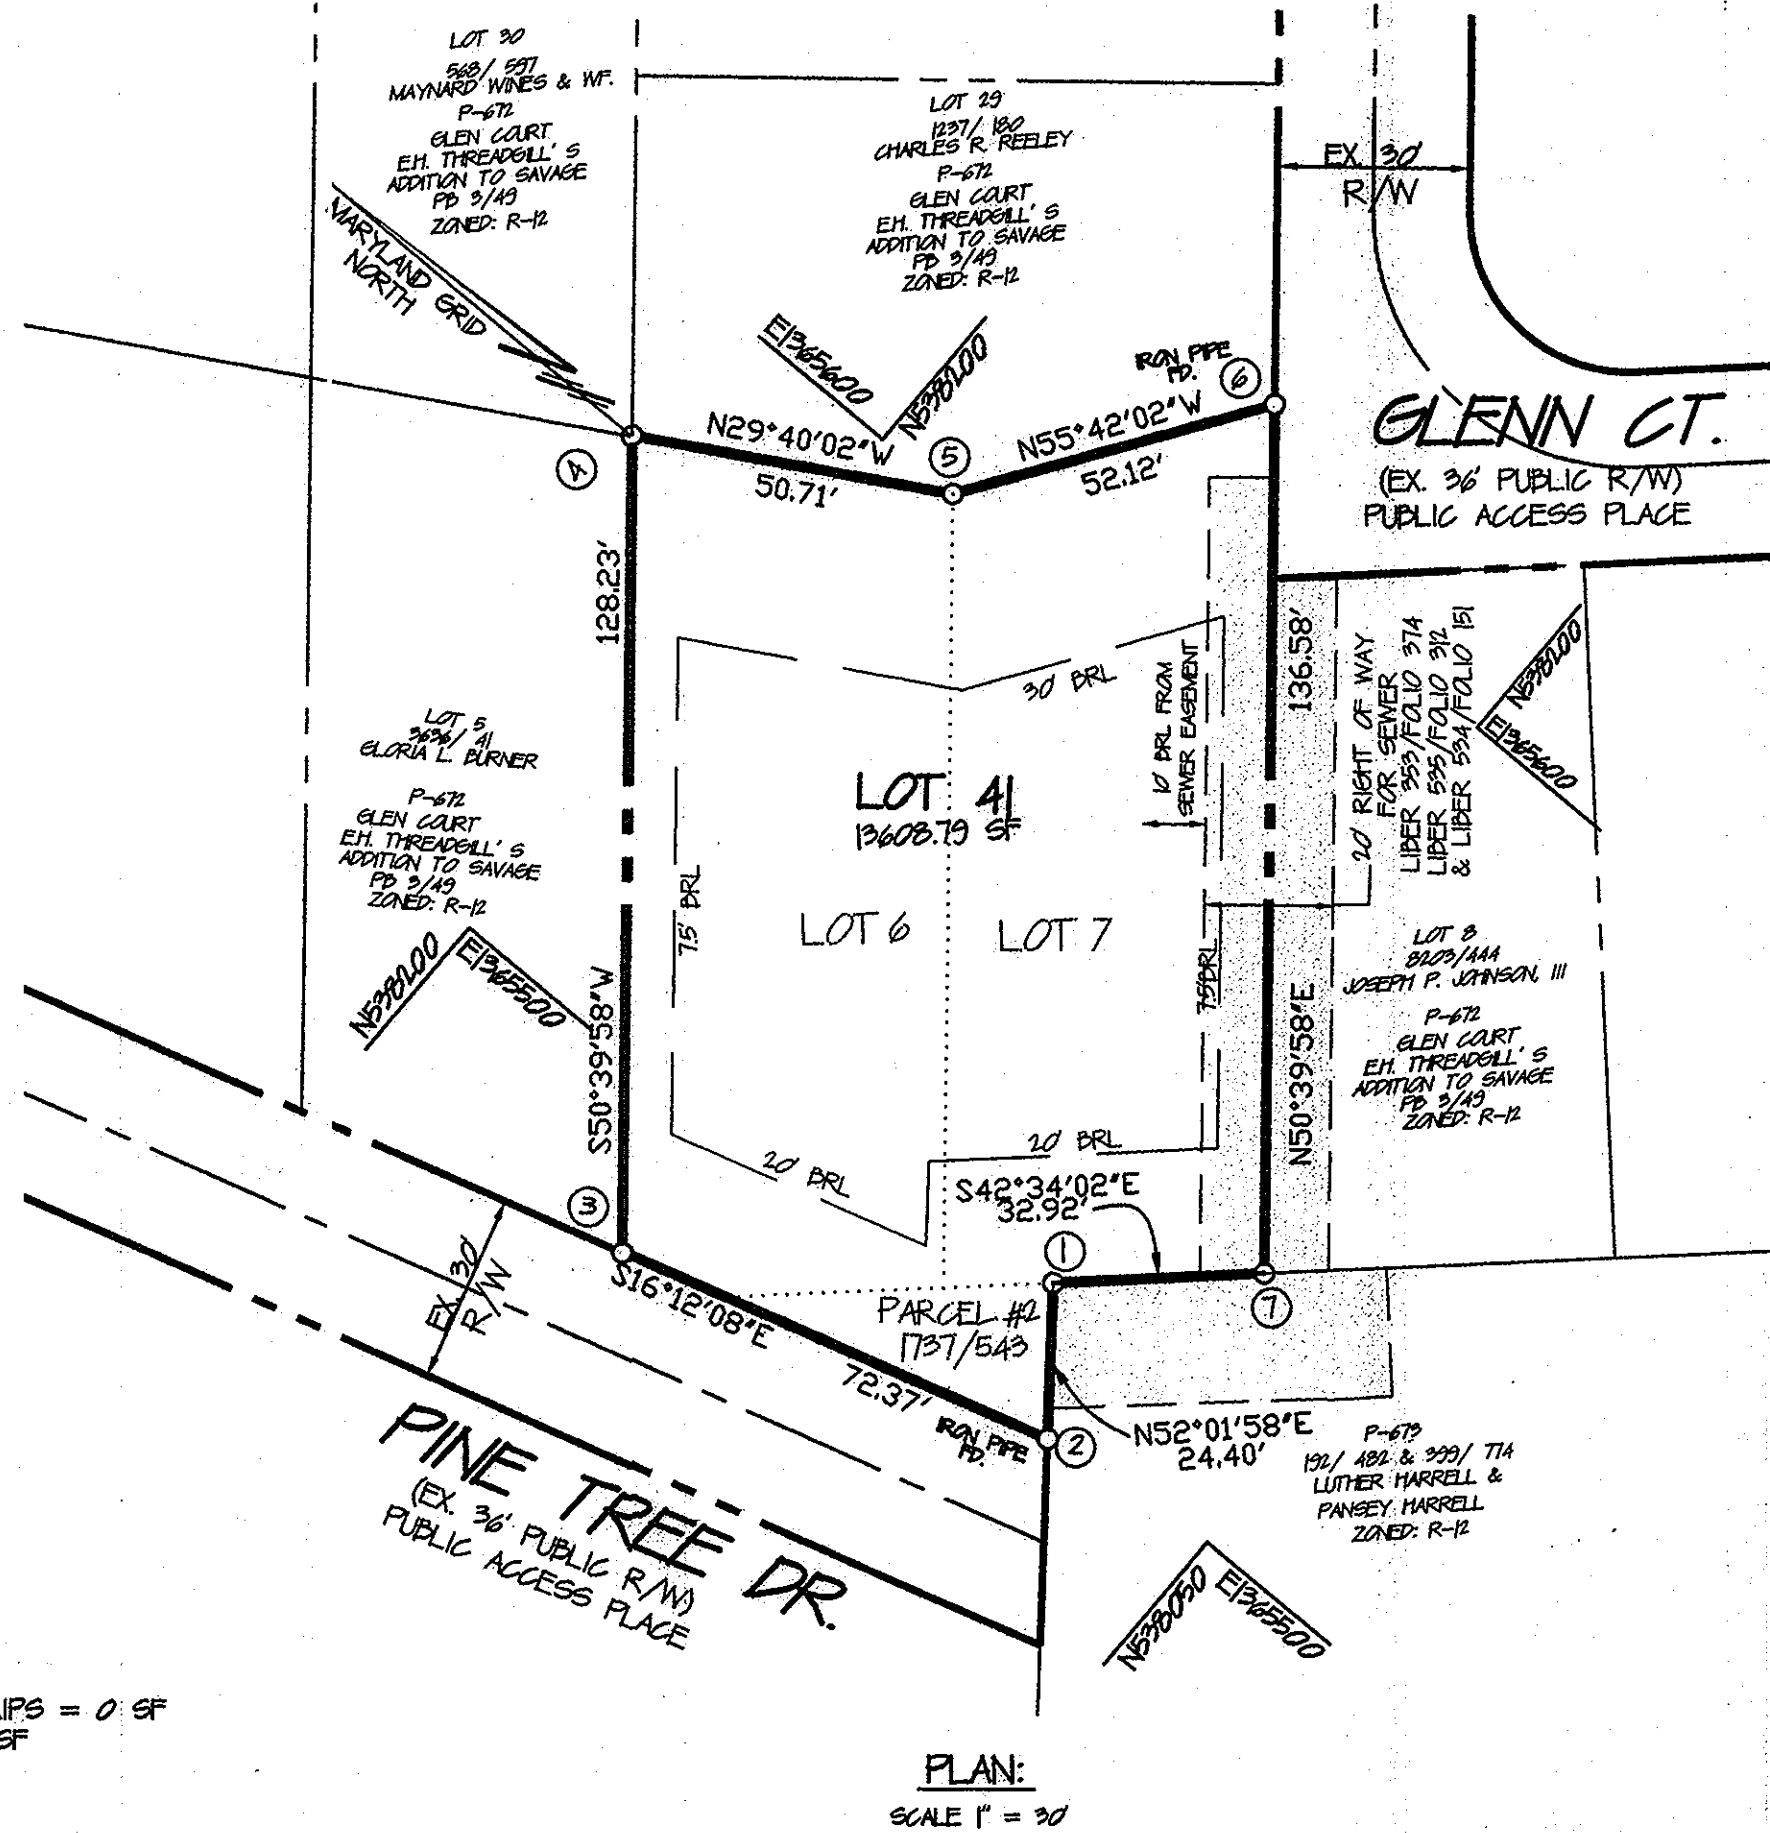 LOT 30
568/ 597
MAYNARD WINES & WF.
P-672
GLEN COURT
E.H. THREADGILL' S
ADDITION TO SAVAGE
PB 3/49
ZONED: R-12
LOT 29
1237/ 180
CHARLES R. REELEY
P-672
GLEN COURT
E.H. THREADGILL' S
ADDITION TO SAVAGE
PB 3/49
ZONED: R-12
EX. 30'
R/W
MARYLAND GRID
NORTH
E1365600
N538200
IRON PIPE
FD.
6
GLENN CT.
(EX. 36' PUBLIC R/W)
PUBLIC ACCESS PLACE
4
N29°40'02"W
50.71'
5
N55°42'02"W
52.12'
128.23'
S50°39'58"W
136.58'
N50°39'58"E
30' BRL
10' BRL FROM
SEWER EASEMENT
20' RIGHT OF WAY
FOR SEWER
LIBER 353/FOLIO 374
LIBER 535/FOLIO 312
& LIBER 534/FOLIO 151
N538200
E1365600
LOT 5
3636/ 41
GLORIA L. BURNER
P-672
GLEN COURT
E.H. THREADGILL' S
ADDITION TO SAVAGE
PB 3/49
ZONED: R-12
LOT 41
13608.79 SF
7.5' BRL
LOT 6
LOT 7
7.5' BRL
LOT 8
8203/444
JOSEPH P. JOHNSON, III
P-672
GLEN COURT
E.H. THREADGILL' S
ADDITION TO SAVAGE
PB 3/49
ZONED: R-12
N538200
E1365500
20' BRL
20' BRL
S42°34'02"E
32.92'
3
1
7
S16°12'08"E
72.37'
PARCEL #2
1737/543
EX. 30'
R/W
IRON PIPE
FD.
2
N52°01'58"E
24.40'
P-673
192/ 482 & 399/ 774
LUTHER HARRELL &
PANSEY HARRELL
ZONED: R-12
PINE TREE DR.
(EX. 36' PUBLIC R/W)
PUBLIC ACCESS PLACE
N538050
E1365500
IPS = 0 SF
SF
PLAN:
SCALE 1" = 30'